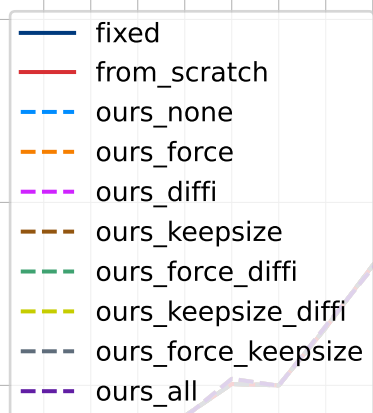 fixed
from_scratch
ours_none
ours_force
ours_diffi
ours_keepsize
ours_force_diffi
ours_keepsize_diffi
ours_force_keepsize
ours_all